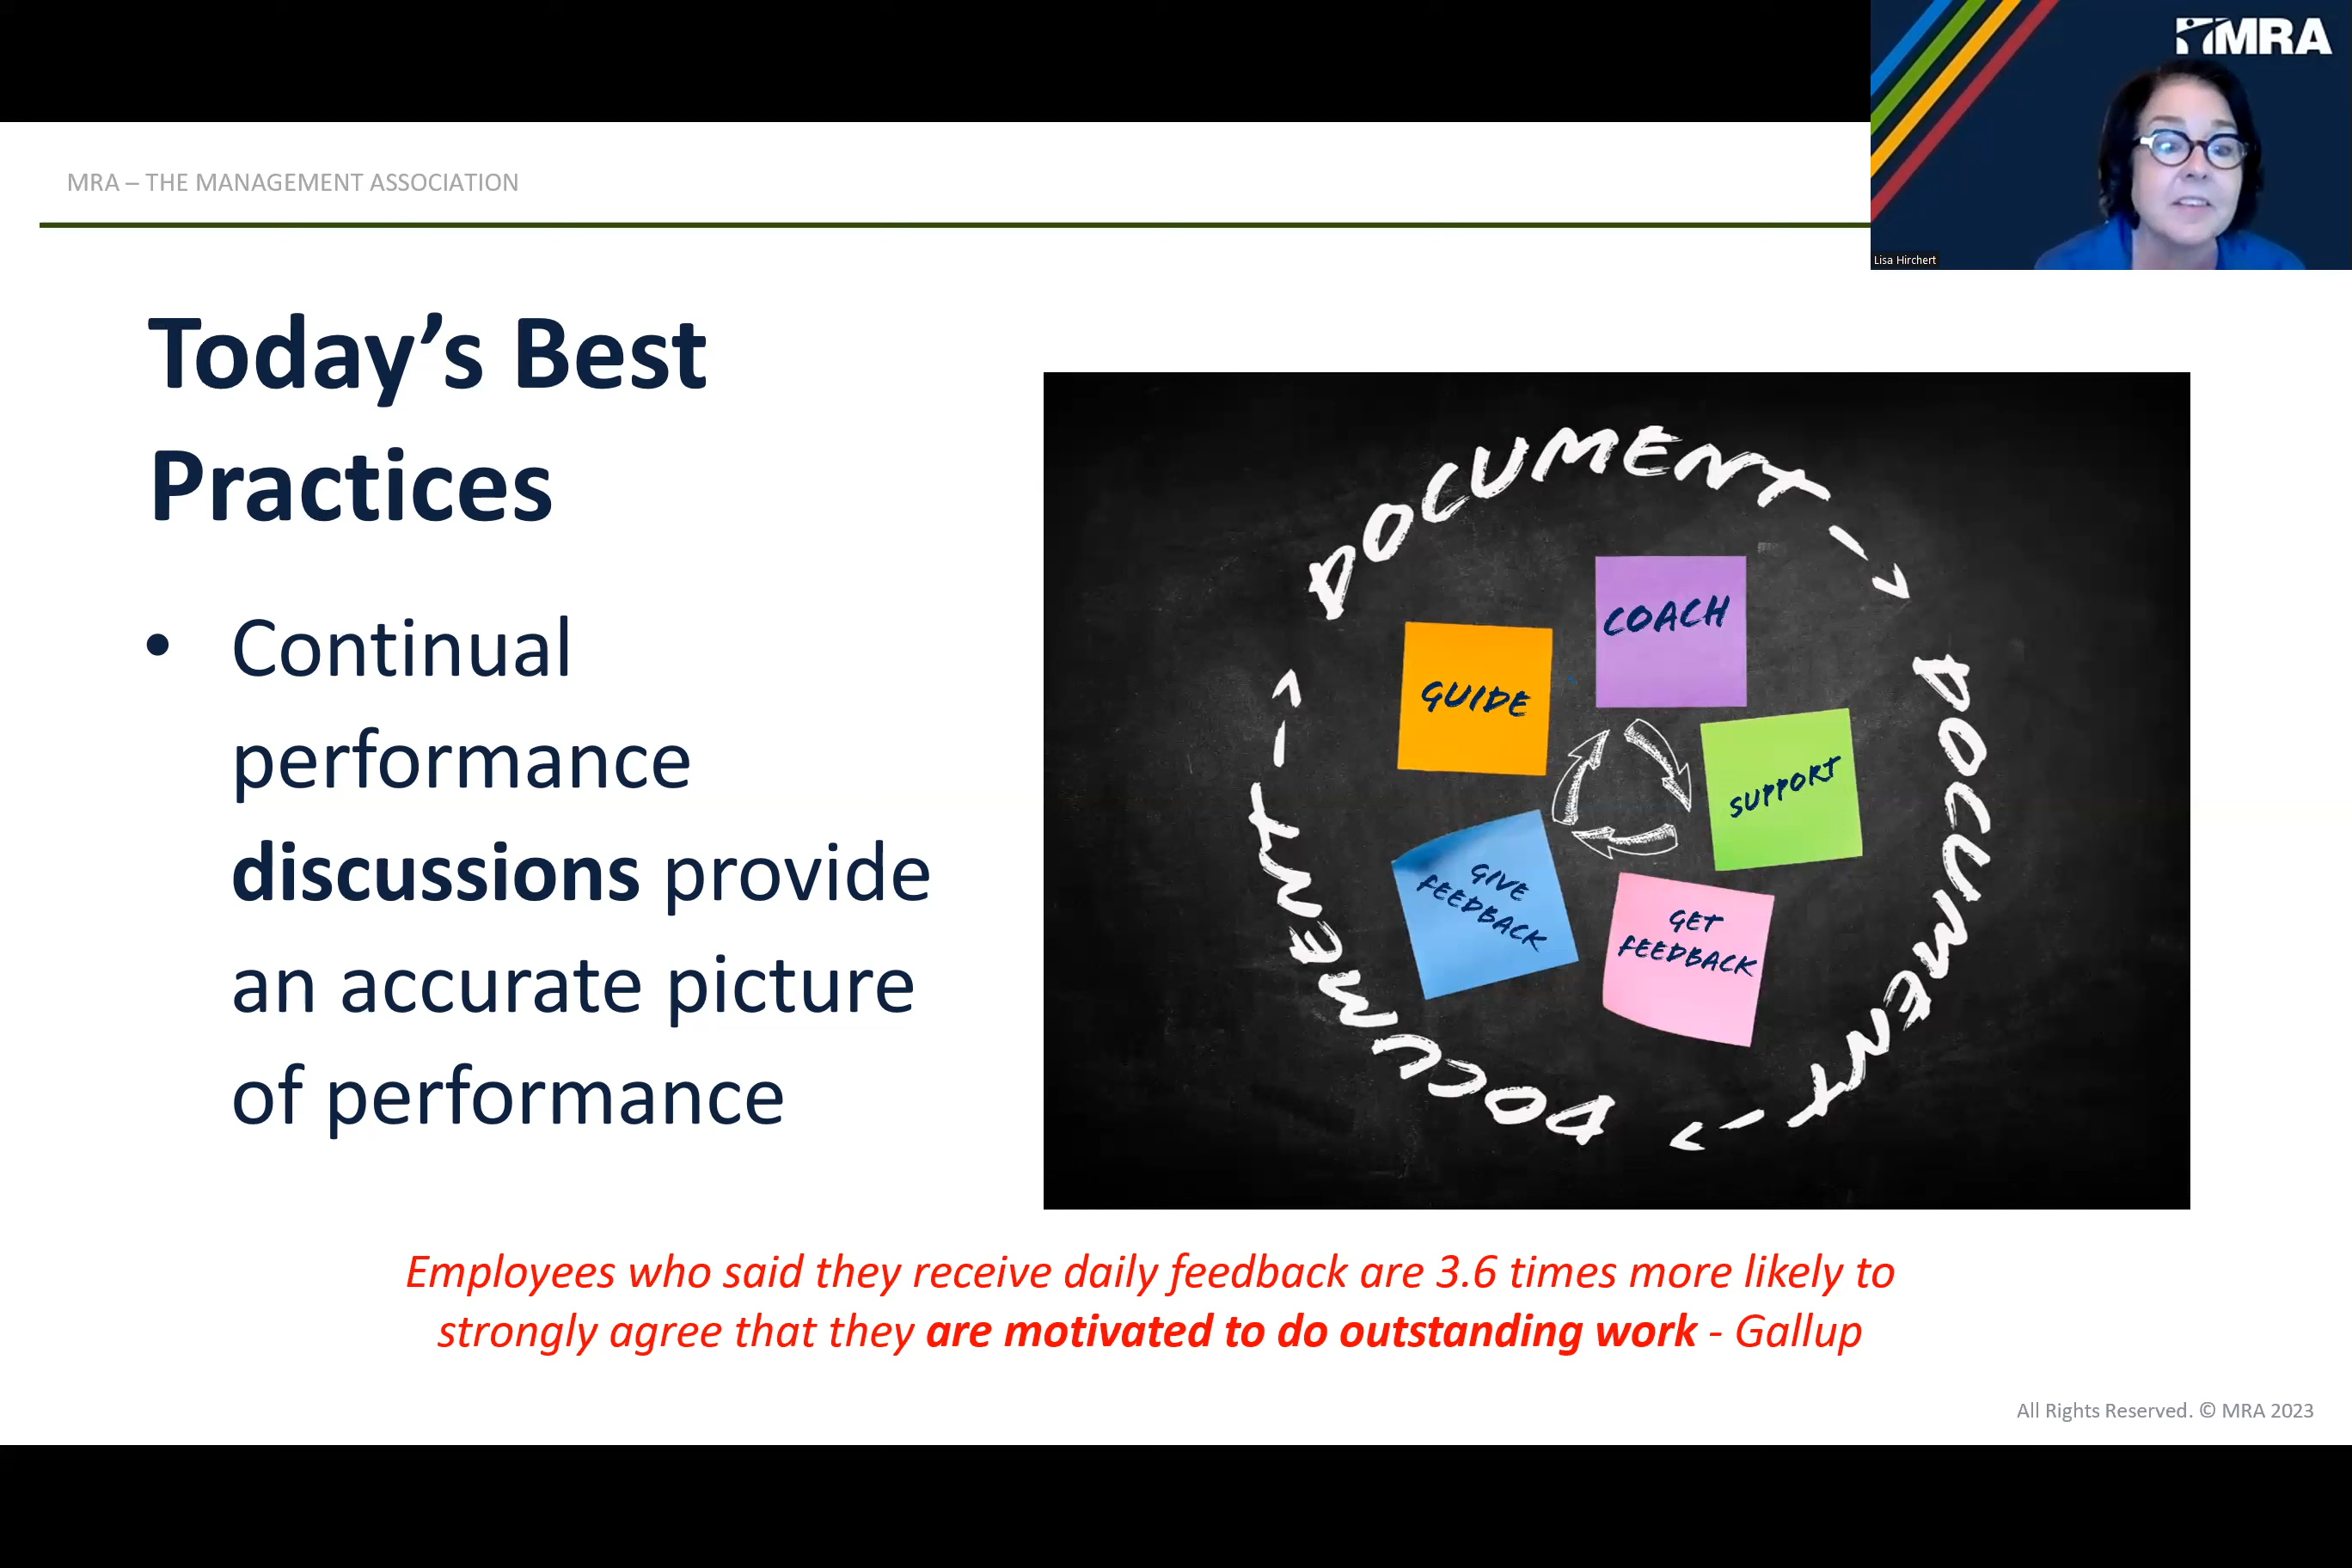 MRA
MRA – THE MANAGEMENT ASSOCIATION
Lisa Hirchert
Today’s Best
Practices
• Continual
performance
discussions provide
an accurate picture
of performance
DOCUMENT -->
DOCUMENT -->
DOCUMENT -->
COACH
GUIDE
SUPPORT
GIVE
FEEDBACK
GET
FEEDBACK
Employees who said they receive daily feedback are 3.6 times more likely to
strongly agree that they are motivated to do outstanding work - Gallup
All Rights Reserved. © MRA 2023